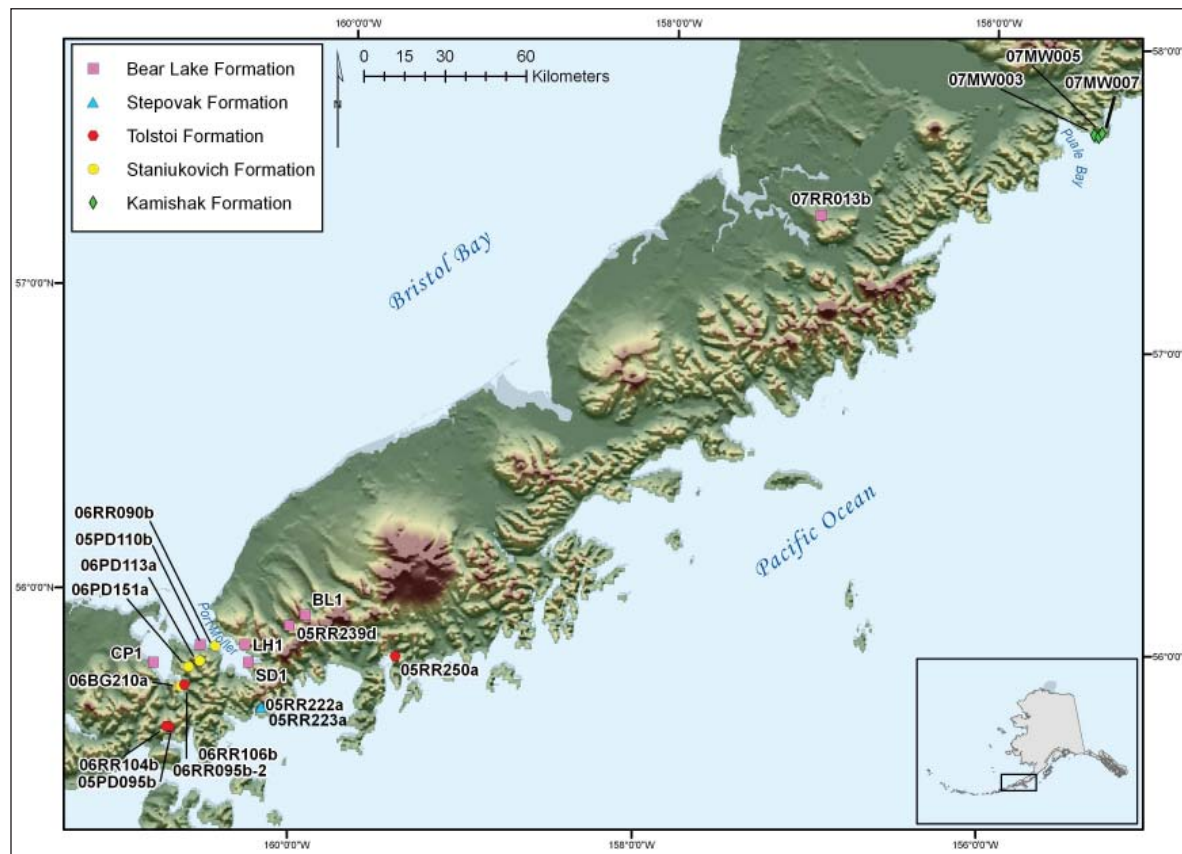 160°0'0"W
158°0'0"W
156°0'0"W
Bear Lake Formation
Stepovak Formation
Tolstoi Formation
Staniukovich Formation
Kamishak Formation
N
0 15 30 60
Kilometers
58°0'0"N
07MW005
07MW003
07MW007
Puale Bay
07RR013b
Bristol Bay
57°0'0"N
57°0'0"N
Pacific Ocean
06RR090b
05PD110b
06PD113a
06PD151a
56°0'0"N
Port Moller
BL1
05RR239d
CP1
LH1
SD1
06BG210a
05RR250a
56°0'0"N
05RR222a
05RR223a
06RR104b
05PD095b
06RR106b
06RR095b-2
160°0'0"W
158°0'0"W
156°0'0"W